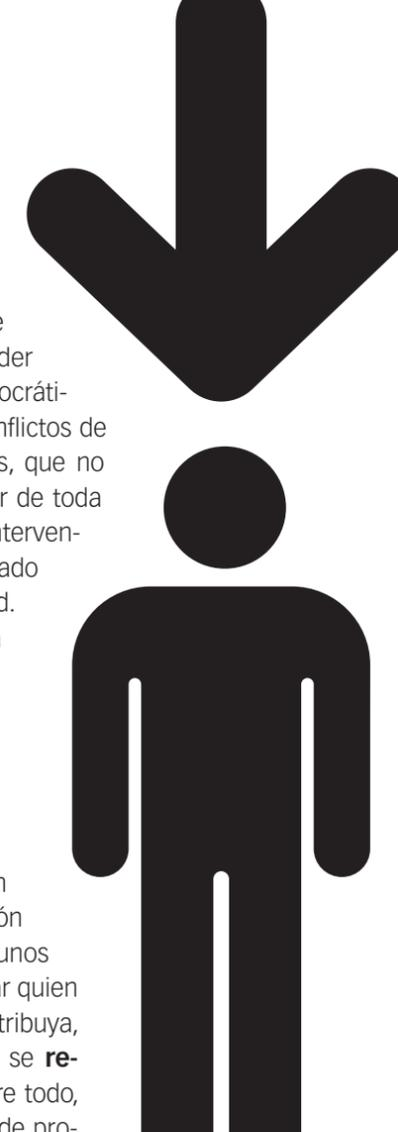 e
der
ocráti-
nflictos de
s, que no
r de toda
nterven-
ado
d.
n
ón
unos
ar quien
tribuya,
se re-
re todo,
de pro-